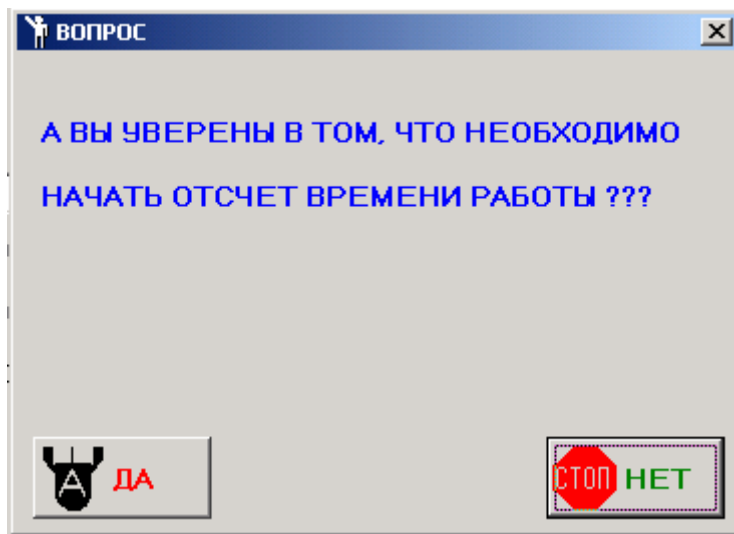 ВОПРОС
А ВЫ УВЕРЕНЫ В ТОМ, ЧТО НЕОБХОДИМО
НАЧАТЬ ОТСЧЕТ ВРЕМЕНИ РАБОТЫ ???
А ДА
СТОП НЕТ